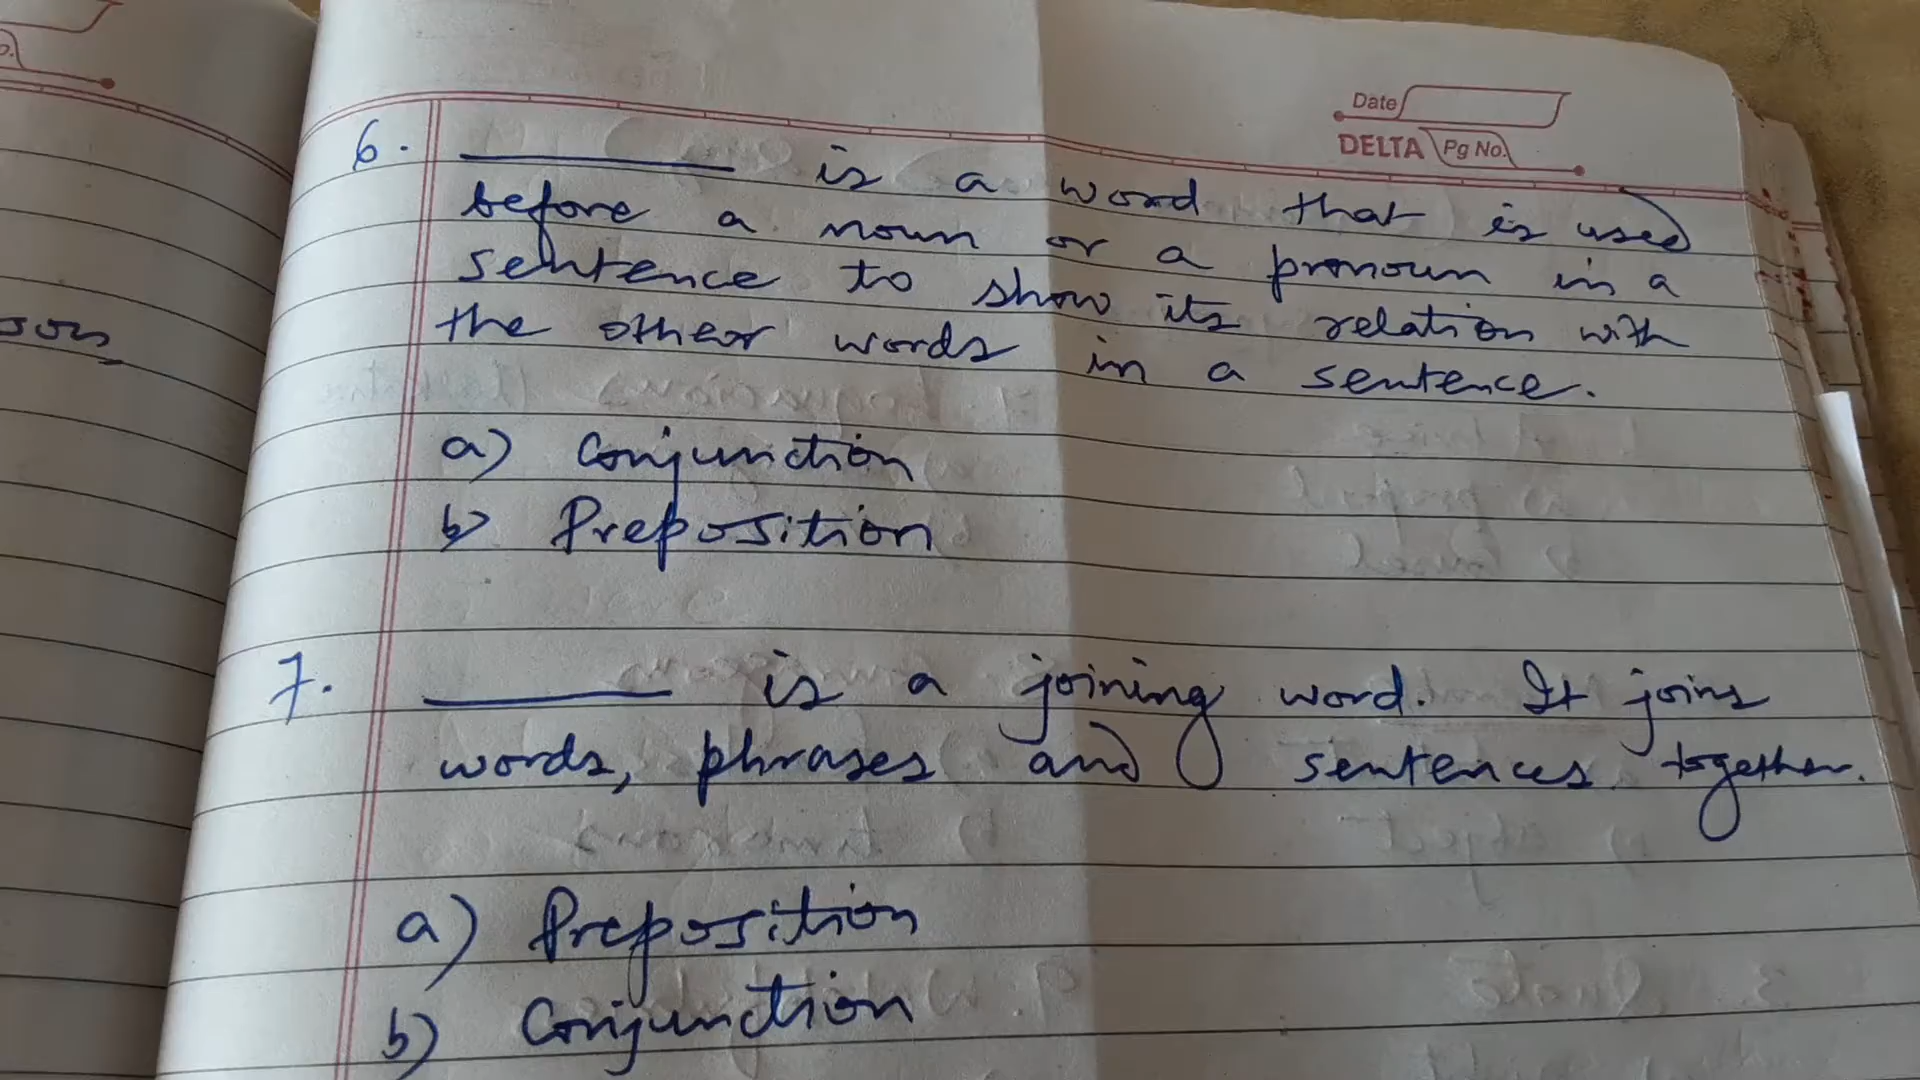 Date
DELTA Pg No.
6. ______ is a word that is used
before a noun or a pronoun in a
sentence to show its relation with
the other words in a sentence.
a) Conjunction
b) Preposition
7. ______ is a joining word. It joins
words, phrases and sentences together.
a) Preposition
b) Conjunction